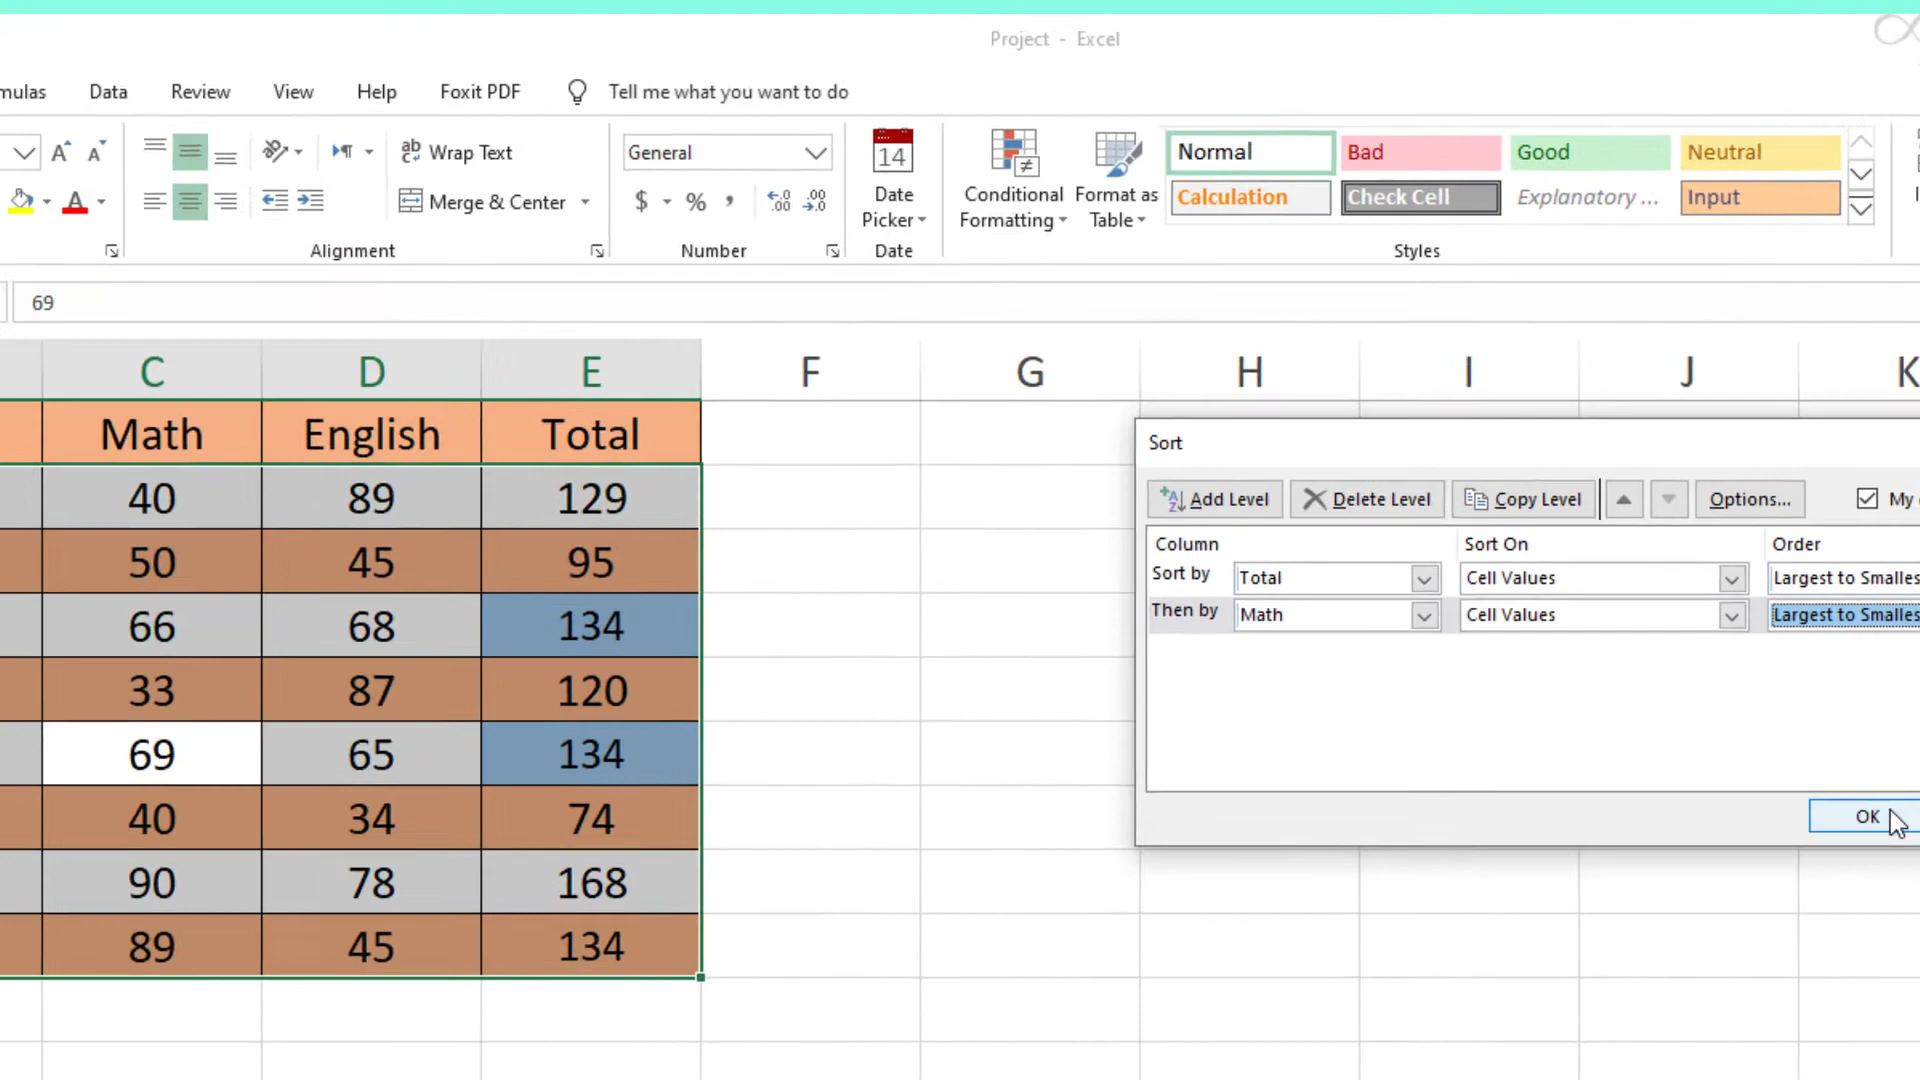 Project - Excel
mulas Data Review View Help Foxit PDF Tell me what you want to do
Wrap Text General 14 Normal Bad Good Neutral
Merge & Center $ % , Date Picker Conditional Formatting Format as Table Calculation Check Cell Explanatory ... Input
Alignment Number Date Styles
69
C D E F G H I J K
Math English Total
40 89 129
50 45 95
66 68 134
33 87 120
69 65 134
40 34 74
90 78 168
89 45 134
Sort
Add Level Delete Level Copy Level Options... My
Column Sort On Order
Sort by Total Cell Values Largest to Smalles
Then by Math Cell Values Largest to Smalles
OK